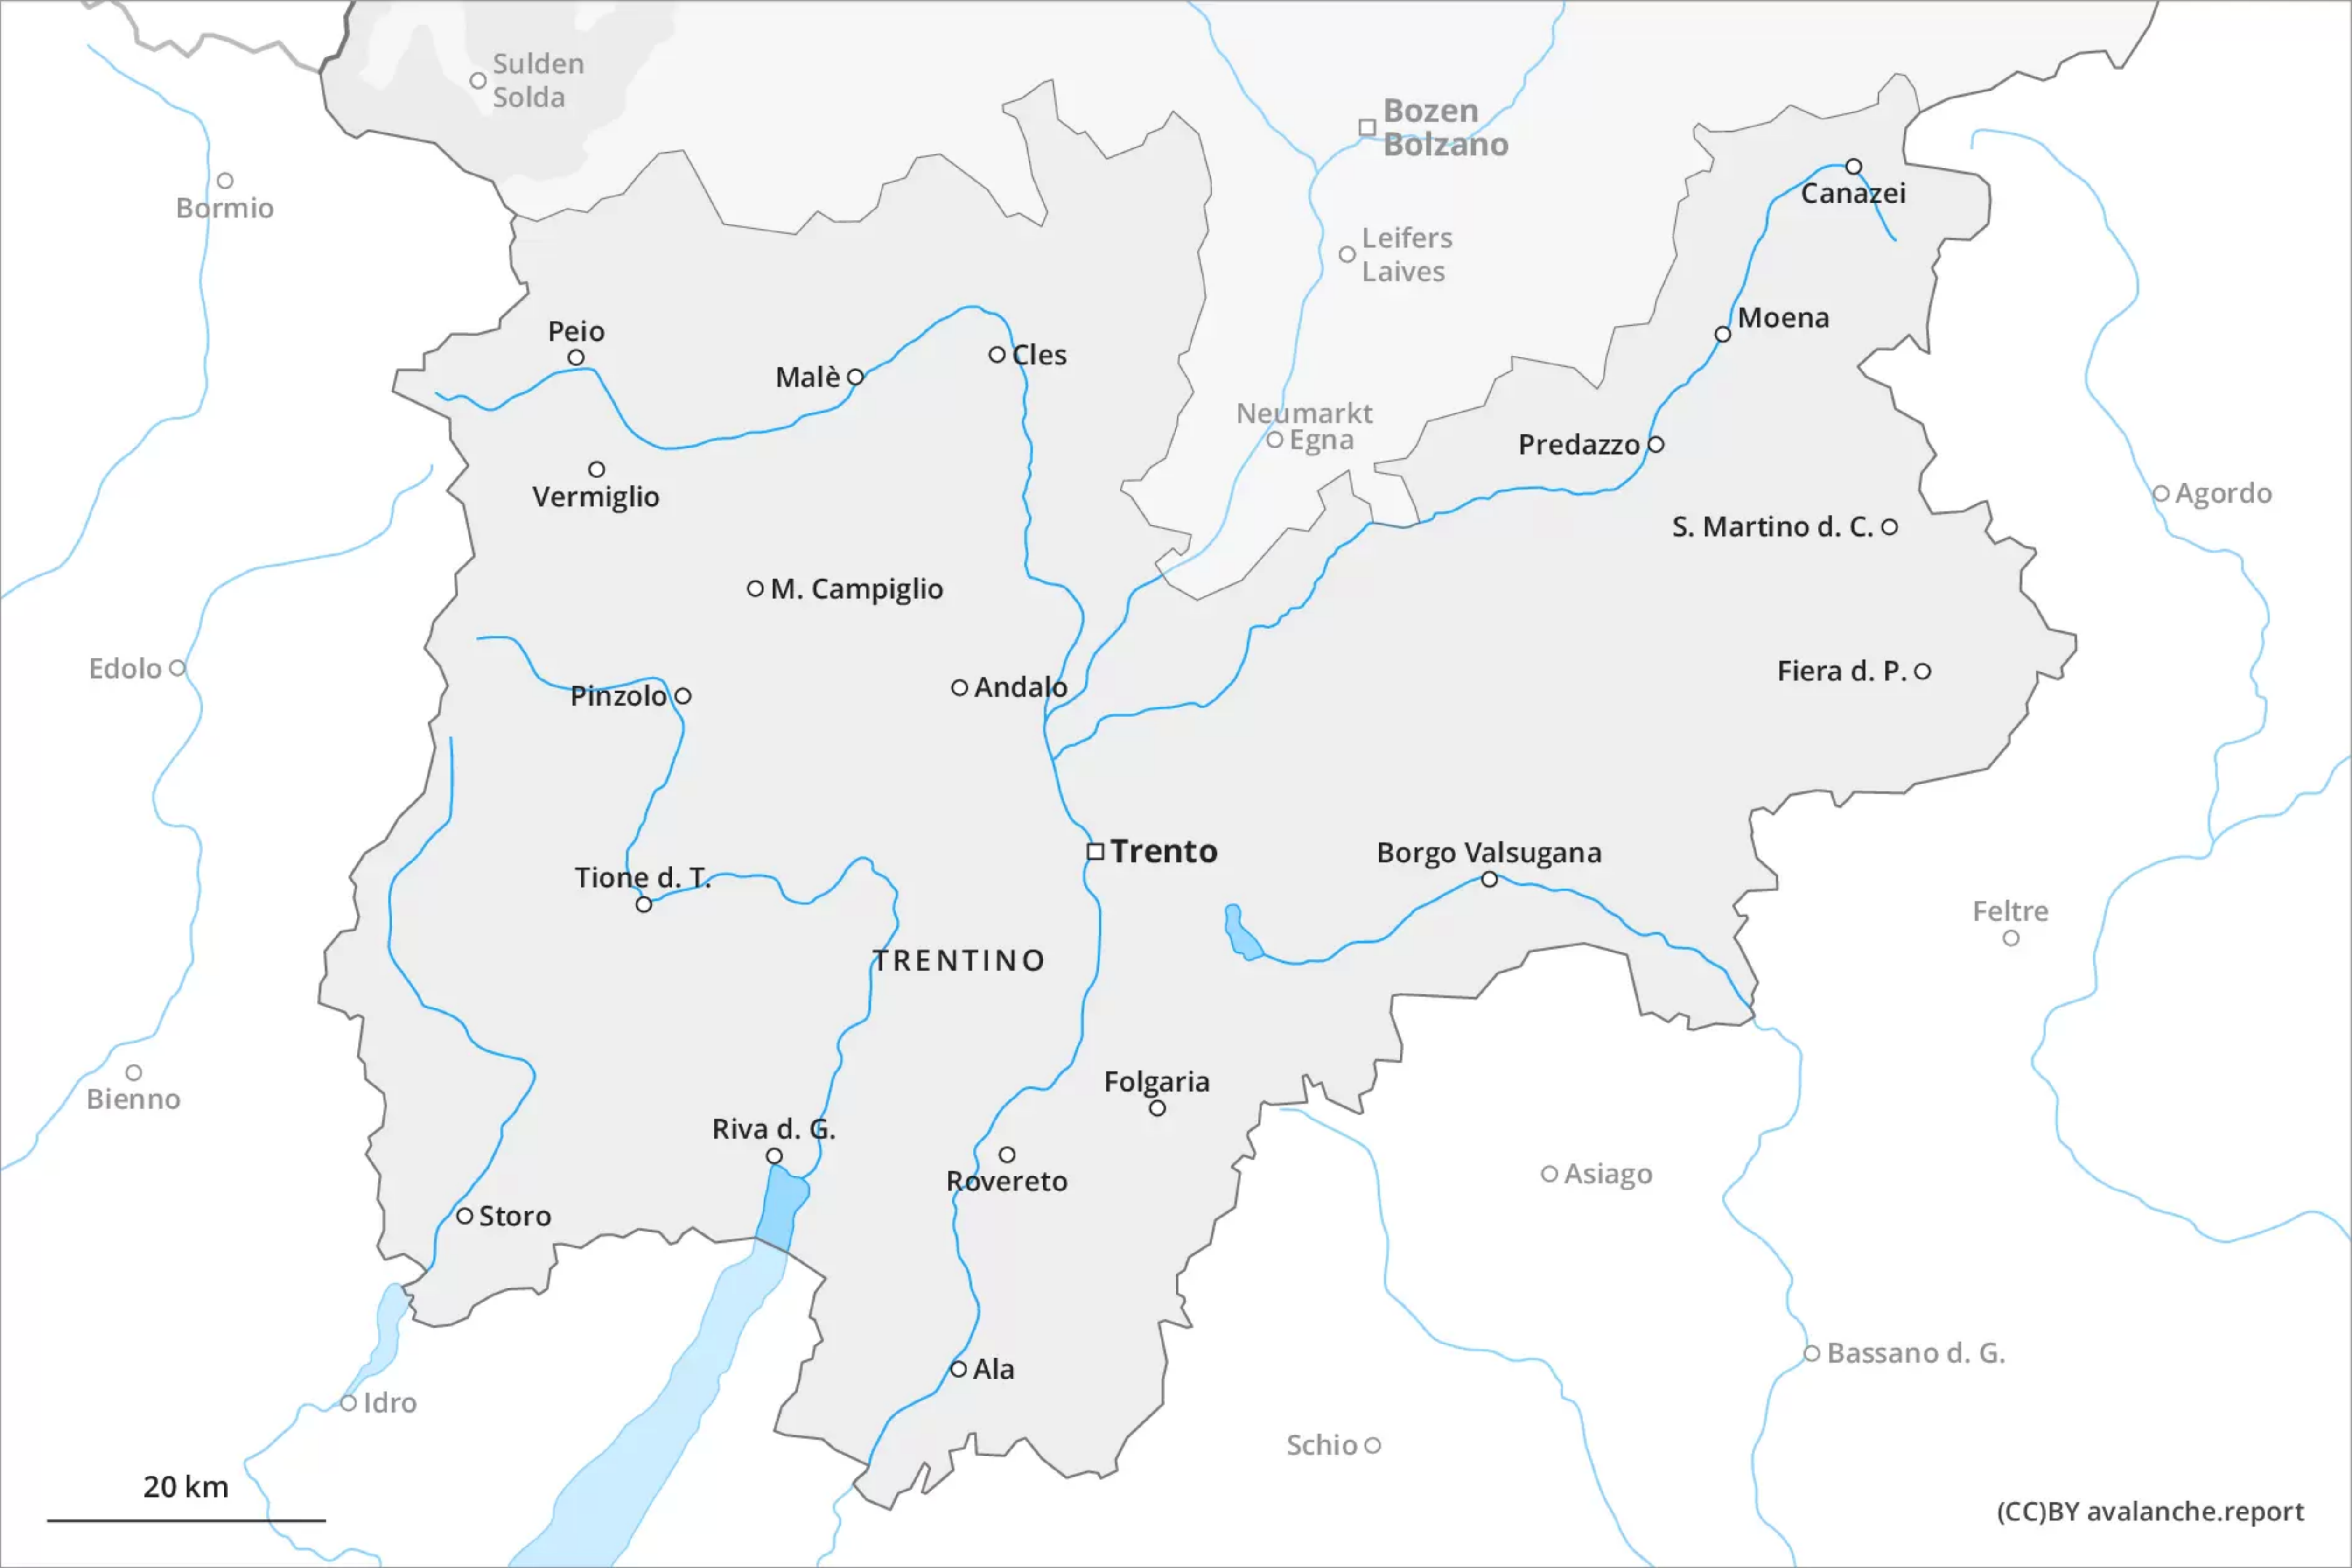 Sulden
Solda
Bozen
Bolzano
Bormio
Canazei
Leifers
Laives
Peio
Moena
Malè
Cles
Neumarkt
Egna
Predazzo
Vermiglio
Agordo
S. Martino d. C.
M. Campiglio
Edolo
Pinzolo
Andalo
Fiera d. P.
Trento
Borgo Valsugana
Tione d. T.
Feltre
TRENTINO
Bienno
Folgaria
Riva d. G.
Rovereto
Asiago
Storo
Ala
Bassano d. G.
Idro
Schio
20 km
(CC)BY avalanche.report